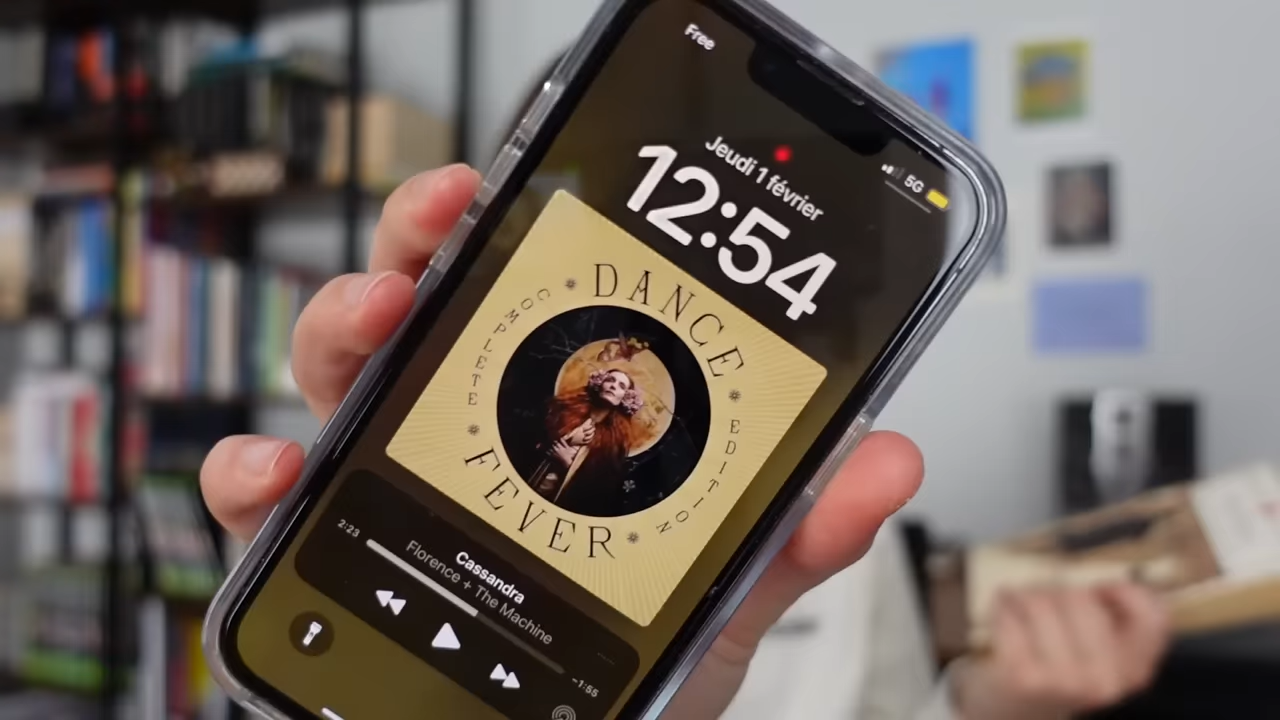 Free
5G
Jeudi 1 février
12:54
DANCE
COMPLETE
EDITION
FEVER
Cassandra
Florence + The Machine
2:23
-1:55